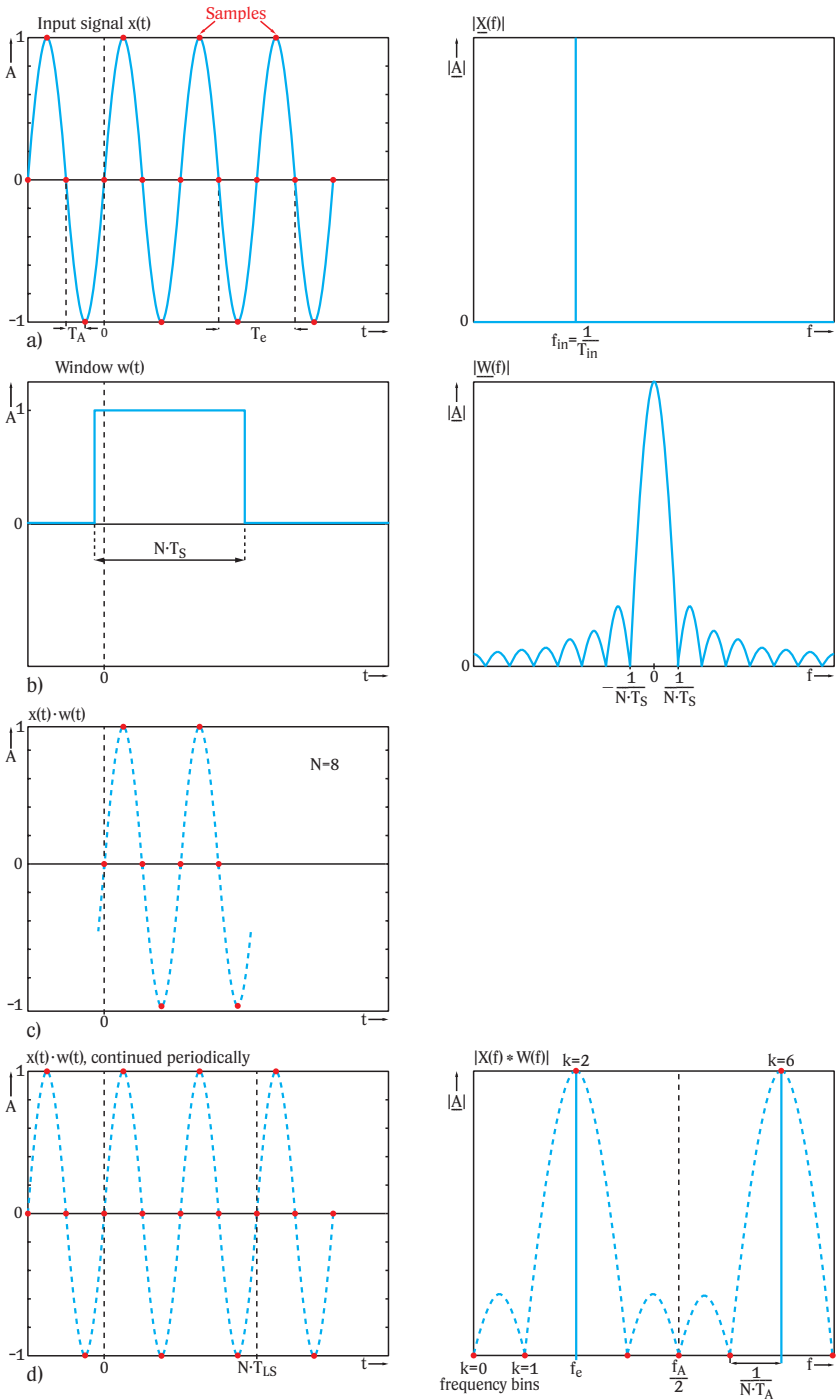 Input signal x(t)
Samples
|X(f)|
1
A
|A|
0
0
-1
a)
T_A
0
T_e
t
f_in = 1/T_in
f
Window w(t)
|W(f)|
1
A
|A|
0
N·T_S
0
b)
0
t
-1/N·T_S
0
1/N·T_S
f
x(t)·w(t)
1
A
N=8
0
-1
c)
0
t
x(t)·w(t), continued periodically
|X(f) * W(f)|
1
A
|A|
k=2
k=6
0
-1
d)
0
N·T_LS
t
k=0
k=1
f_e
f_A/2
1/N·T_A
f
frequency bins